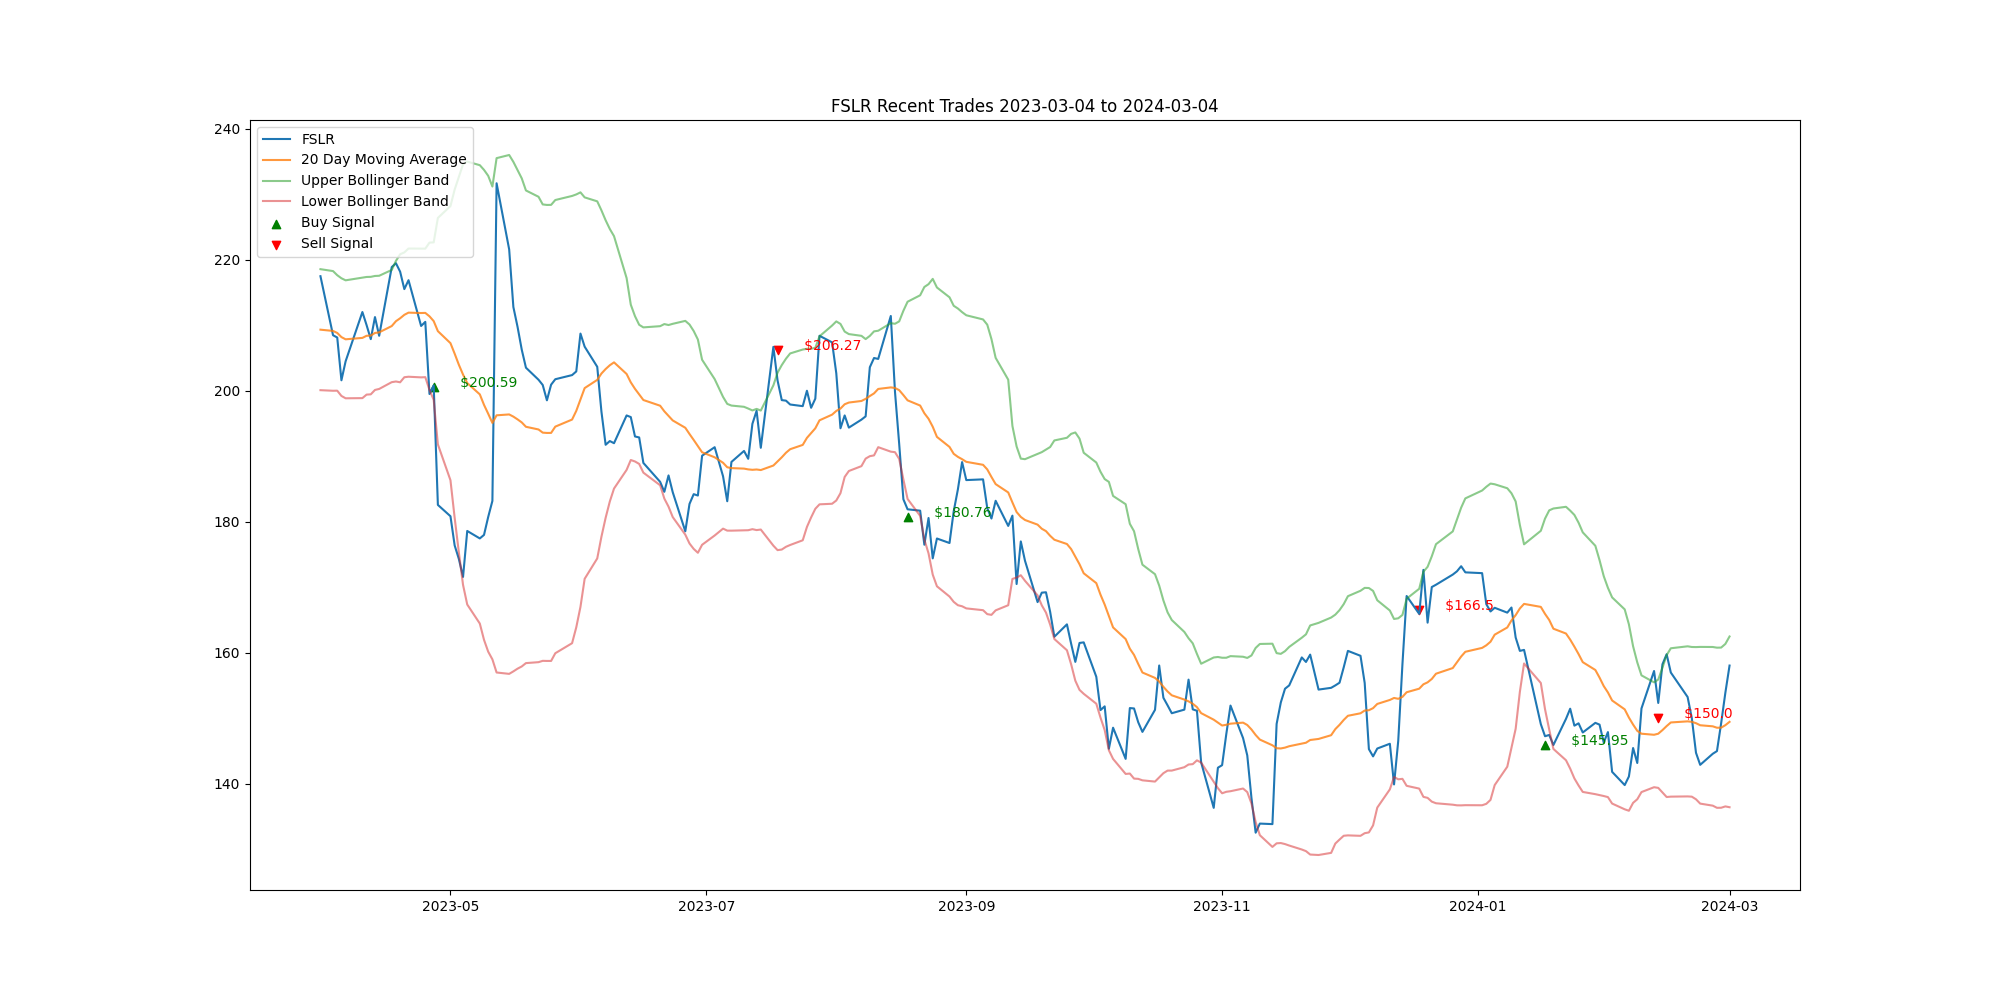 FSLR Recent Trades 2023-03-04 to 2024-03-04
240
220
200
180
160
140
FSLR
20 Day Moving Average
Upper Bollinger Band
Lower Bollinger Band
Buy Signal
Sell Signal
$200.59
$206.27
$180.76
$166.5
$145.95
$150.0
2023-05
2023-07
2023-09
2023-11
2024-01
2024-03